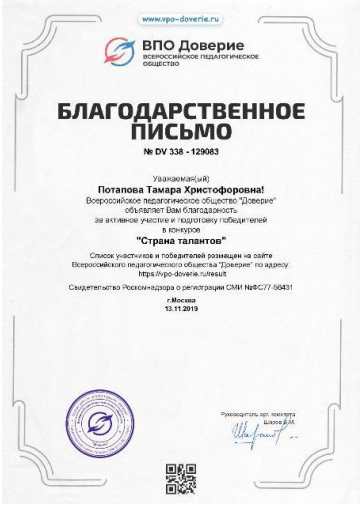 www.vpo-doverie.ru
ВПО Доверие
ВСЕРОССИЙСКОЕ ПЕДАГОГИЧЕСКОЕ
ОБЩЕСТВО
БЛАГОДАРСТВЕННОЕ
ПИСЬМО
№ DV 338 - 129083
Уважаемая(ый)
Потапова Тамара Христофоровна!
Всероссийское педагогическое общество "Доверие"
объявляет Вам благодарность
за активное участие и подготовку победителей
в конкурсе
"Страна талантов"
Список участников и победителей размещен на сайте
Всероссийского педагогического общества "Доверие" по адресу:
https://vpo-doverie.ru/result
Свидетельство Роскомнадзора о регистрации СМИ №ФС77-56431
г.Москва
13.11.2019
Руководитель орг. комитета
Шаров